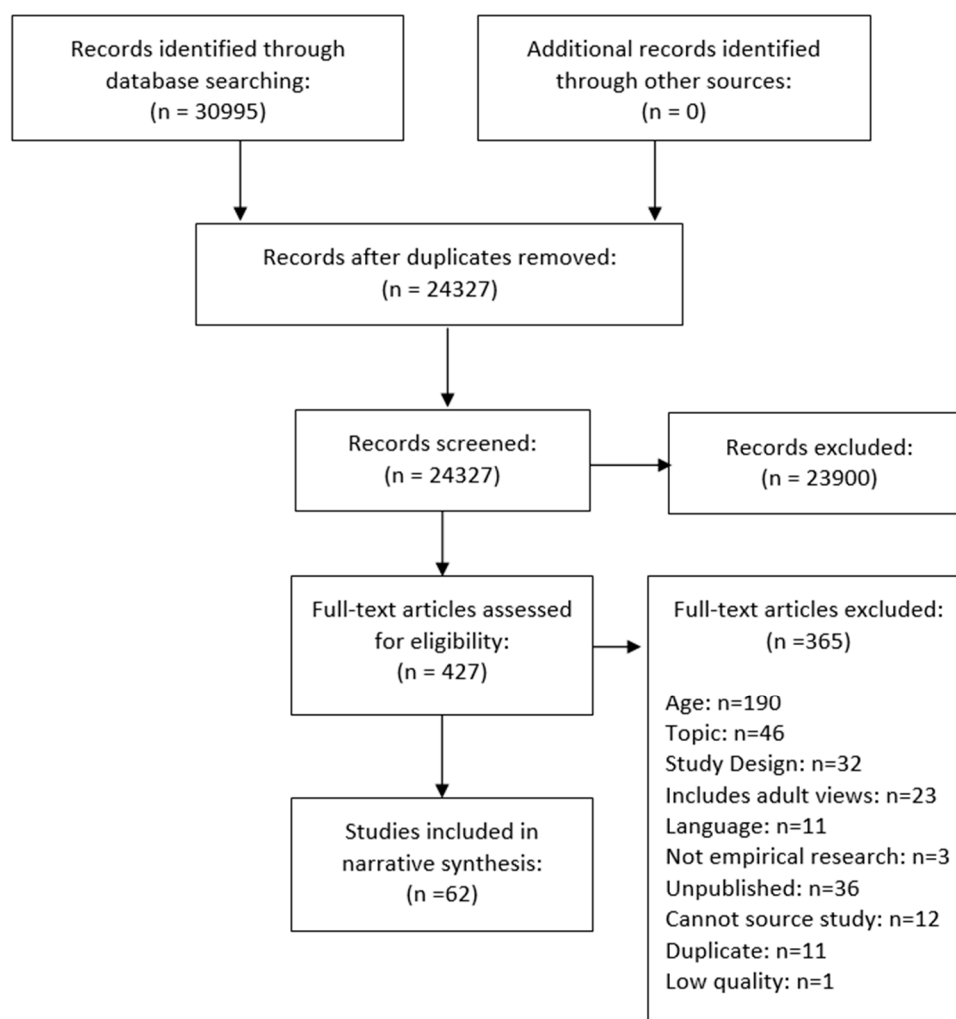 Records identified through
database searching:
(n = 30995)
Additional records identified
through other sources:
(n = 0)
Records after duplicates removed:
(n = 24327)
Records screened:
(n = 24327)
Records excluded:
(n = 23900)
Full-text articles assessed
for eligibility:
(n = 427)
Full-text articles excluded:
(n =365)
Age: n=190
Topic: n=46
Study Design: n=32
Includes adult views: n=23
Language: n=11
Not empirical research: n=3
Unpublished: n=36
Cannot source study: n=12
Duplicate: n=11
Low quality: n=1
Studies included in
narrative synthesis:
(n =62)